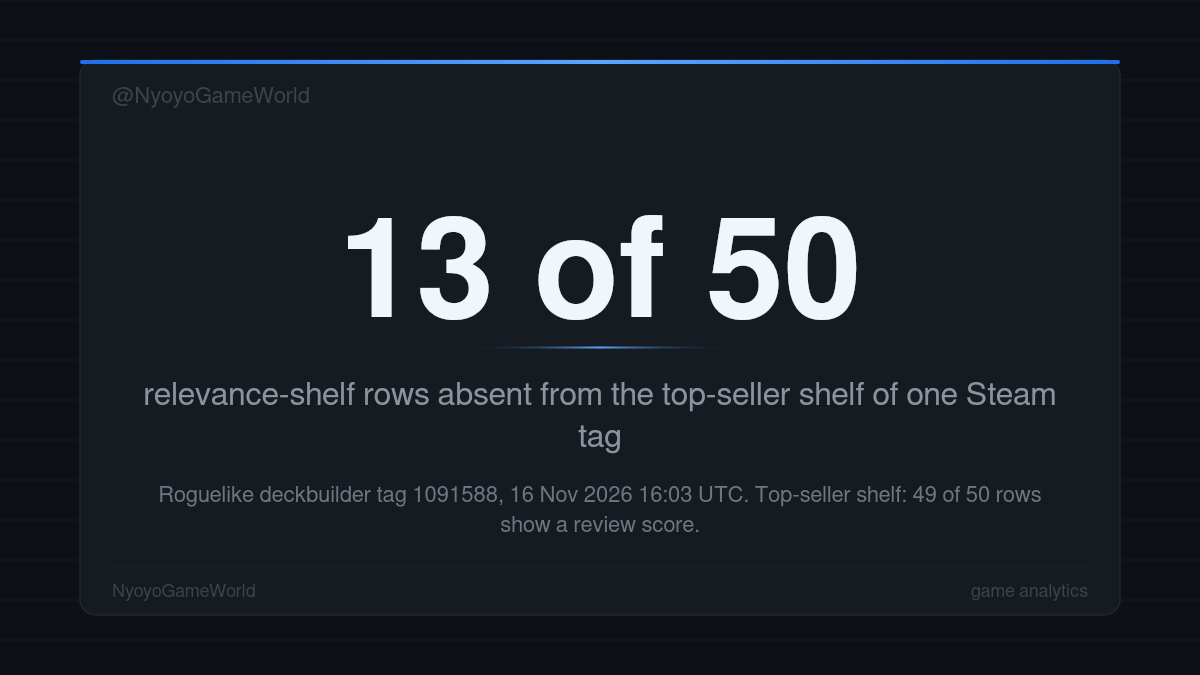 @NyoyoGameWorld
13 of 50
relevance-shelf rows absent from the top-seller shelf of one Steam
tag
Roguelike deckbuilder tag 1091588, 16 Nov 2026 16:03 UTC. Top-seller shelf: 49 of 50 rows
show a review score.
NyoyoGameWorld
game analytics